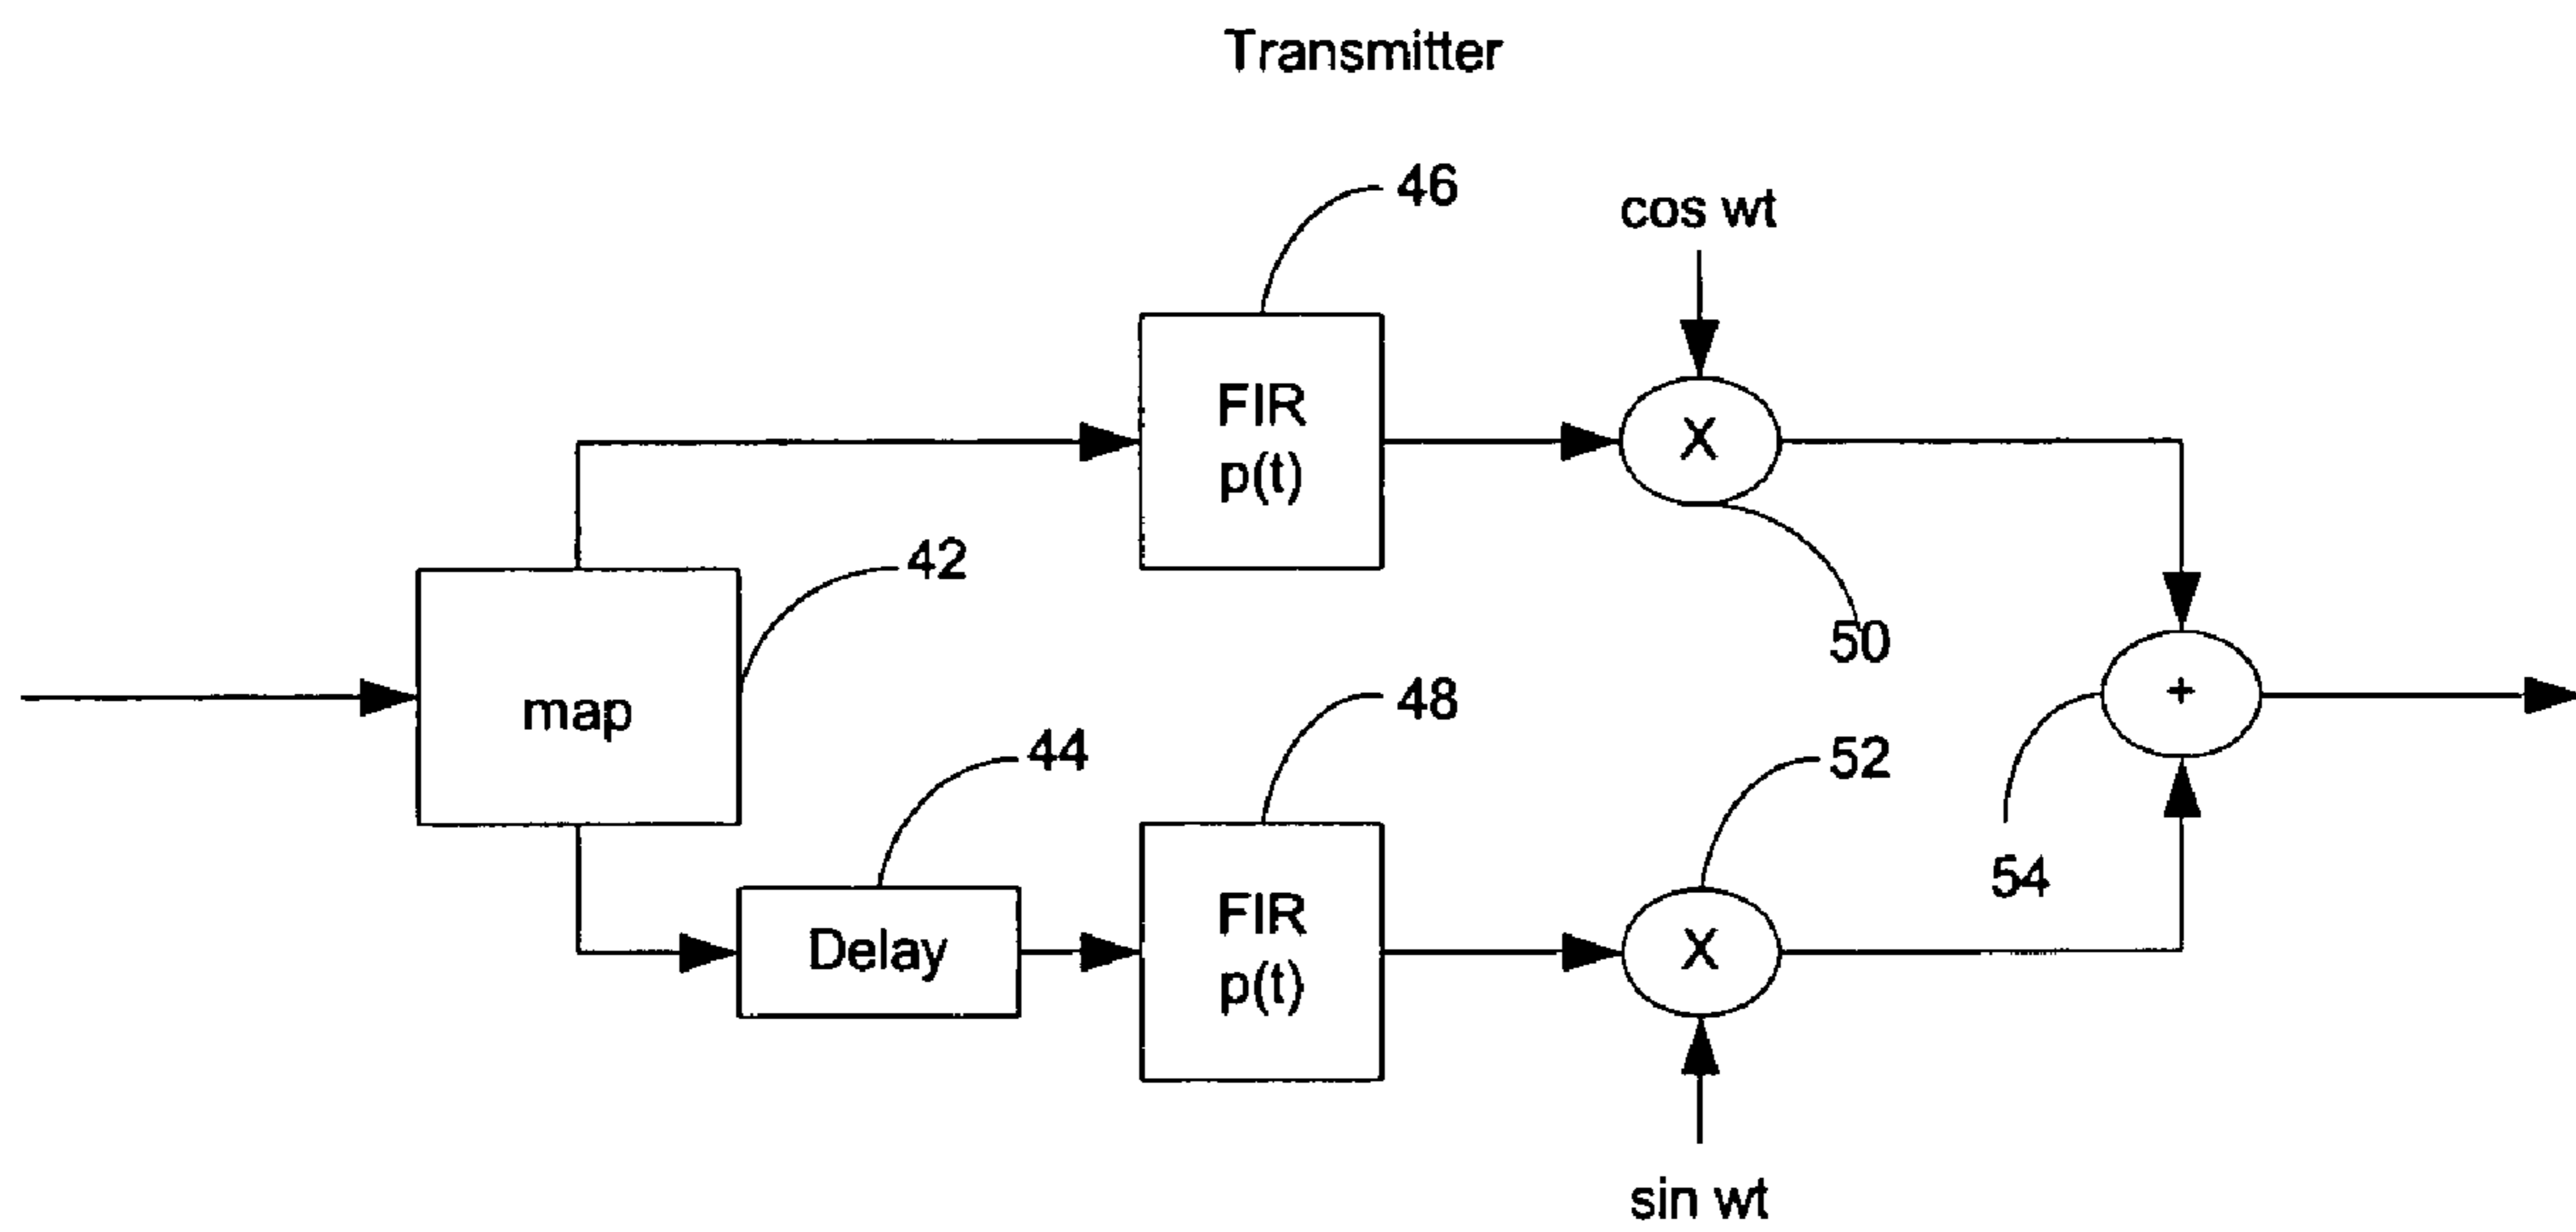 Transmitter
46
cos wt
FIR
p(t)
X
42
50
map
48
+
44
52
54
FIR
p(t)
Delay
X
sin wt